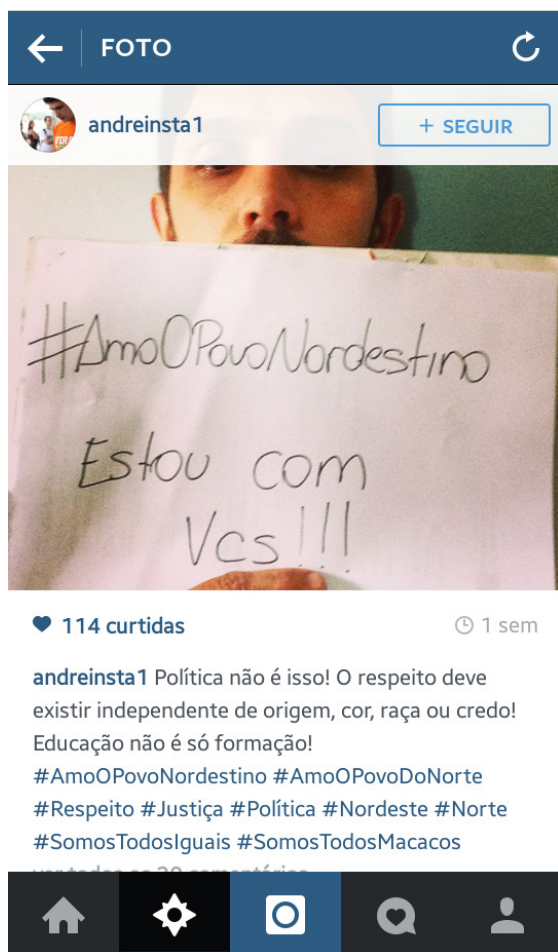 FOTO
andreinsta1
+ SEGUIR
#AmoOPovoNordestino
Estou com
Vcs!!!
114 curtidas
1 sem
andreinsta1 Política não é isso! O respeito deve
existir independente de origem, cor, raça ou credo!
Educação não é só formação!
#AmoOPovoNordestino #AmoOPovoDoNorte
#Respeito #Justiça #Política #Nordeste #Norte
#SomosTodosIguais #SomosTodosMacacos